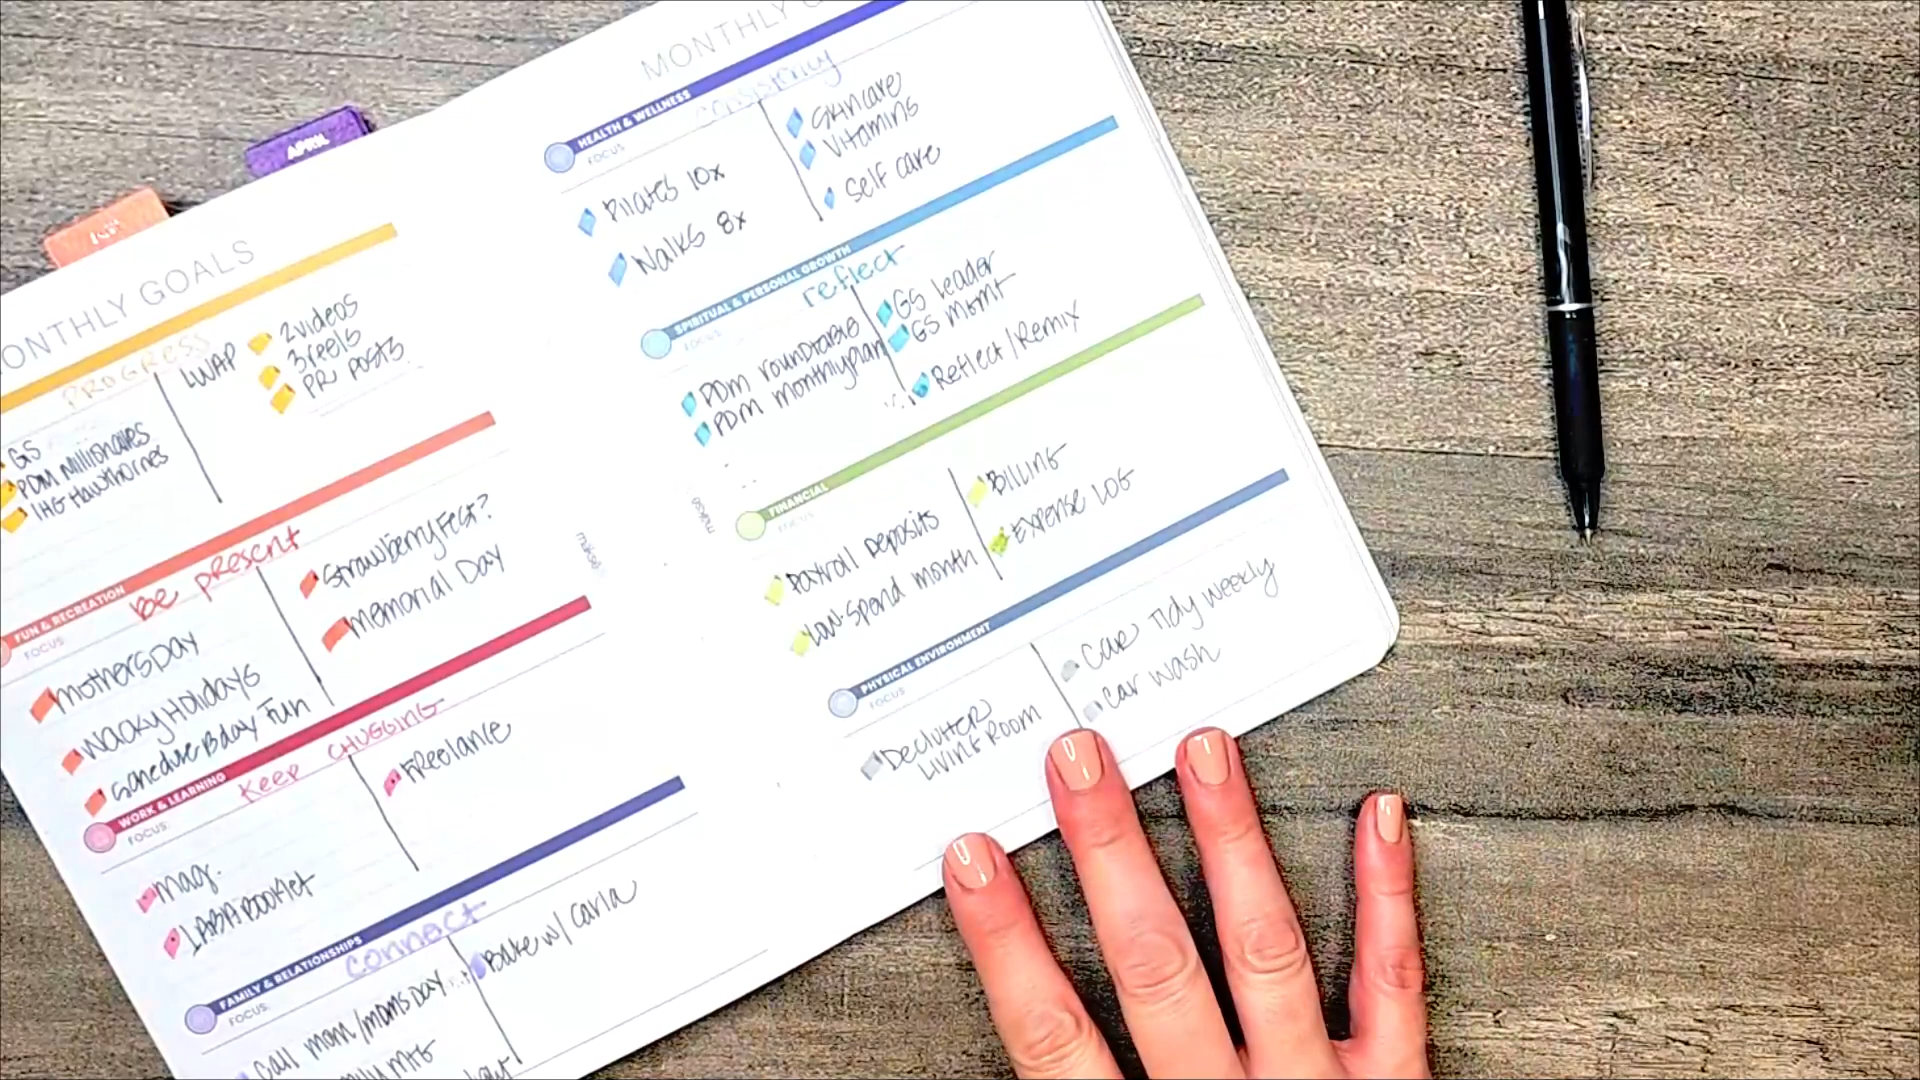 APRIL
MONTHLY GOALS
PROGRESS
GS
PDM Millionaires
IHG Hawthornes
LWAP
2 videos
3 reels
PR posts
FUN & RECREATION
FOCUS:
be present
Mothers Day
Wacky Holidays
Schedule Bday Fun
Strawberry Fest?
Memorial Day
WORK & LEARNING
FOCUS:
Keep chugging
Mag.
LABA Booklet
Freelance
FAMILY & RELATIONSHIPS
FOCUS:
connect
Call mom/moms Day
Bake w/ Carla
MONTHLY
HEALTH & WELLNESS
FOCUS:
consistency
Pilates 10x
Walks 8x
Skincare
Vitamins
Self care
SPIRITUAL & PERSONAL GROWTH
FOCUS:
reflect
PDM roundtable
PDM monthly plan
GS leader
GS MGMT
Reflect/Remix
FINANCIAL
FOCUS:
Payroll Deposits
Low-spend month
Billing
Expense Log
PHYSICAL ENVIRONMENT
FOCUS:
Declutter
Living Room
Car Tidy weekly
Car wash